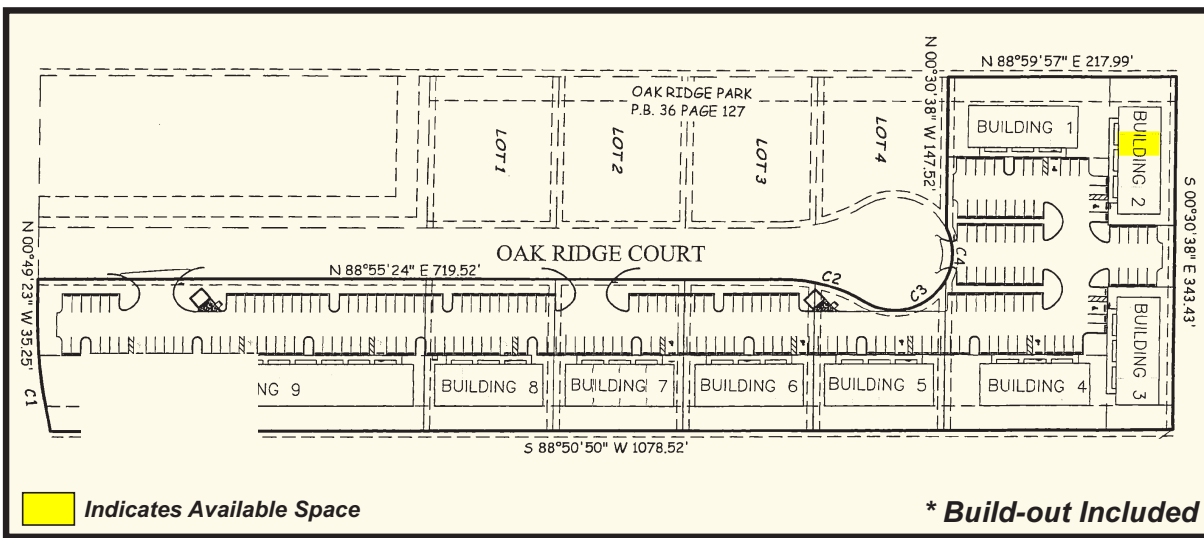 N 88°59'57" E 217.99'
OAK RIDGE PARK
P.B. 36 PAGE 127
N 00°30'38" W 147.52'
LOT 1
LOT 2
LOT 3
LOT 4
BUILDING 1
BUILDING 2
S 00°30'38" E 343.43'
OAK RIDGE COURT
N 88°55'24" E 719.52'
N 00°49'23" W 35.25'
C1
C2
C3
C4
NG 9
BUILDING 8
BUILDING 7
BUILDING 6
BUILDING 5
BUILDING 4
BUILDING 3
S 88°50'50" W 1078.52'
Indicates Available Space
* Build-out Included